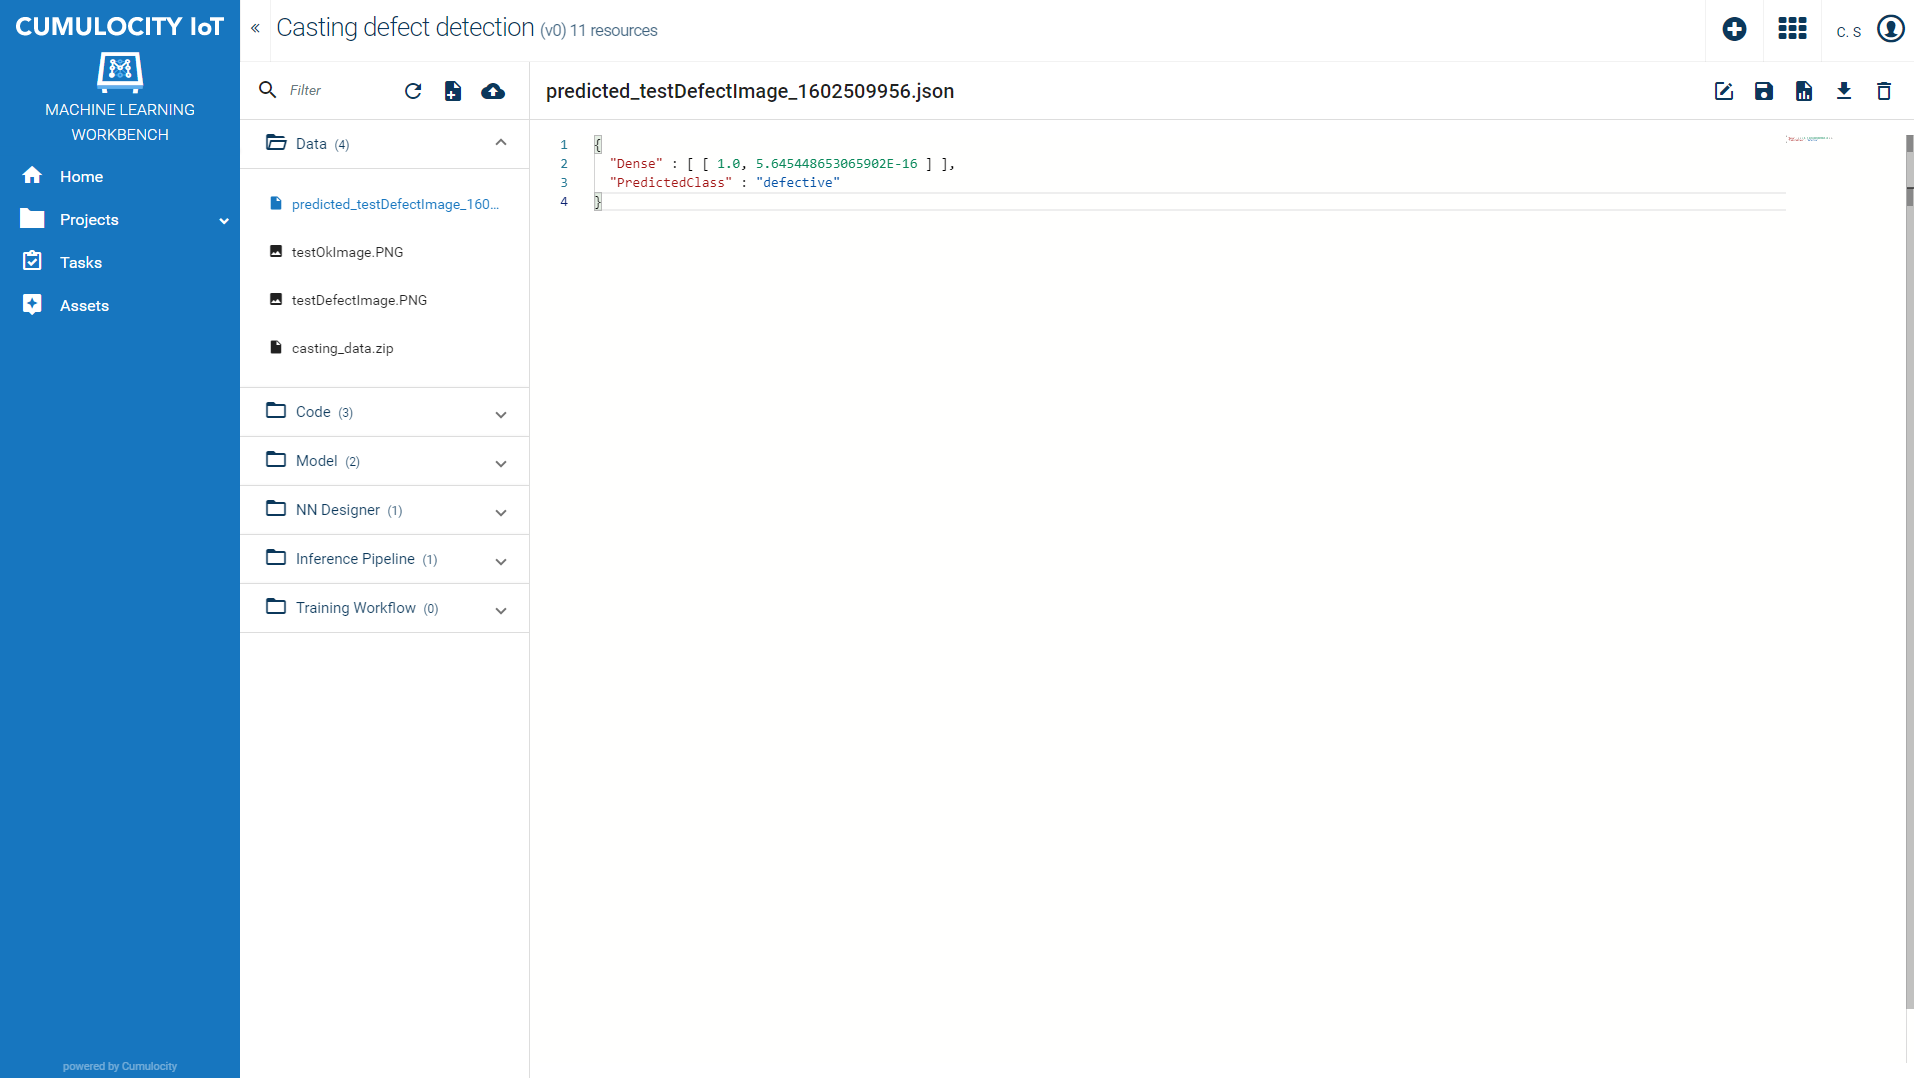 CUMULOCITY IoT
MACHINE LEARNING
WORKBENCH
Home
Projects
Tasks
Assets
powered by Cumulocity
« Casting defect detection (v0) 11 resources
C. S
Filter
Data (4)
predicted_testDefectImage_160...
testOkImage.PNG
testDefectImage.PNG
casting_data.zip
Code (3)
Model (2)
NN Designer (1)
Inference Pipeline (1)
Training Workflow (0)
predicted_testDefectImage_1602509956.json
1 {
2 "Dense" : [ [ 1.0, 5.645448653065902E-16 ] ],
3 "PredictedClass" : "defective"
4 }